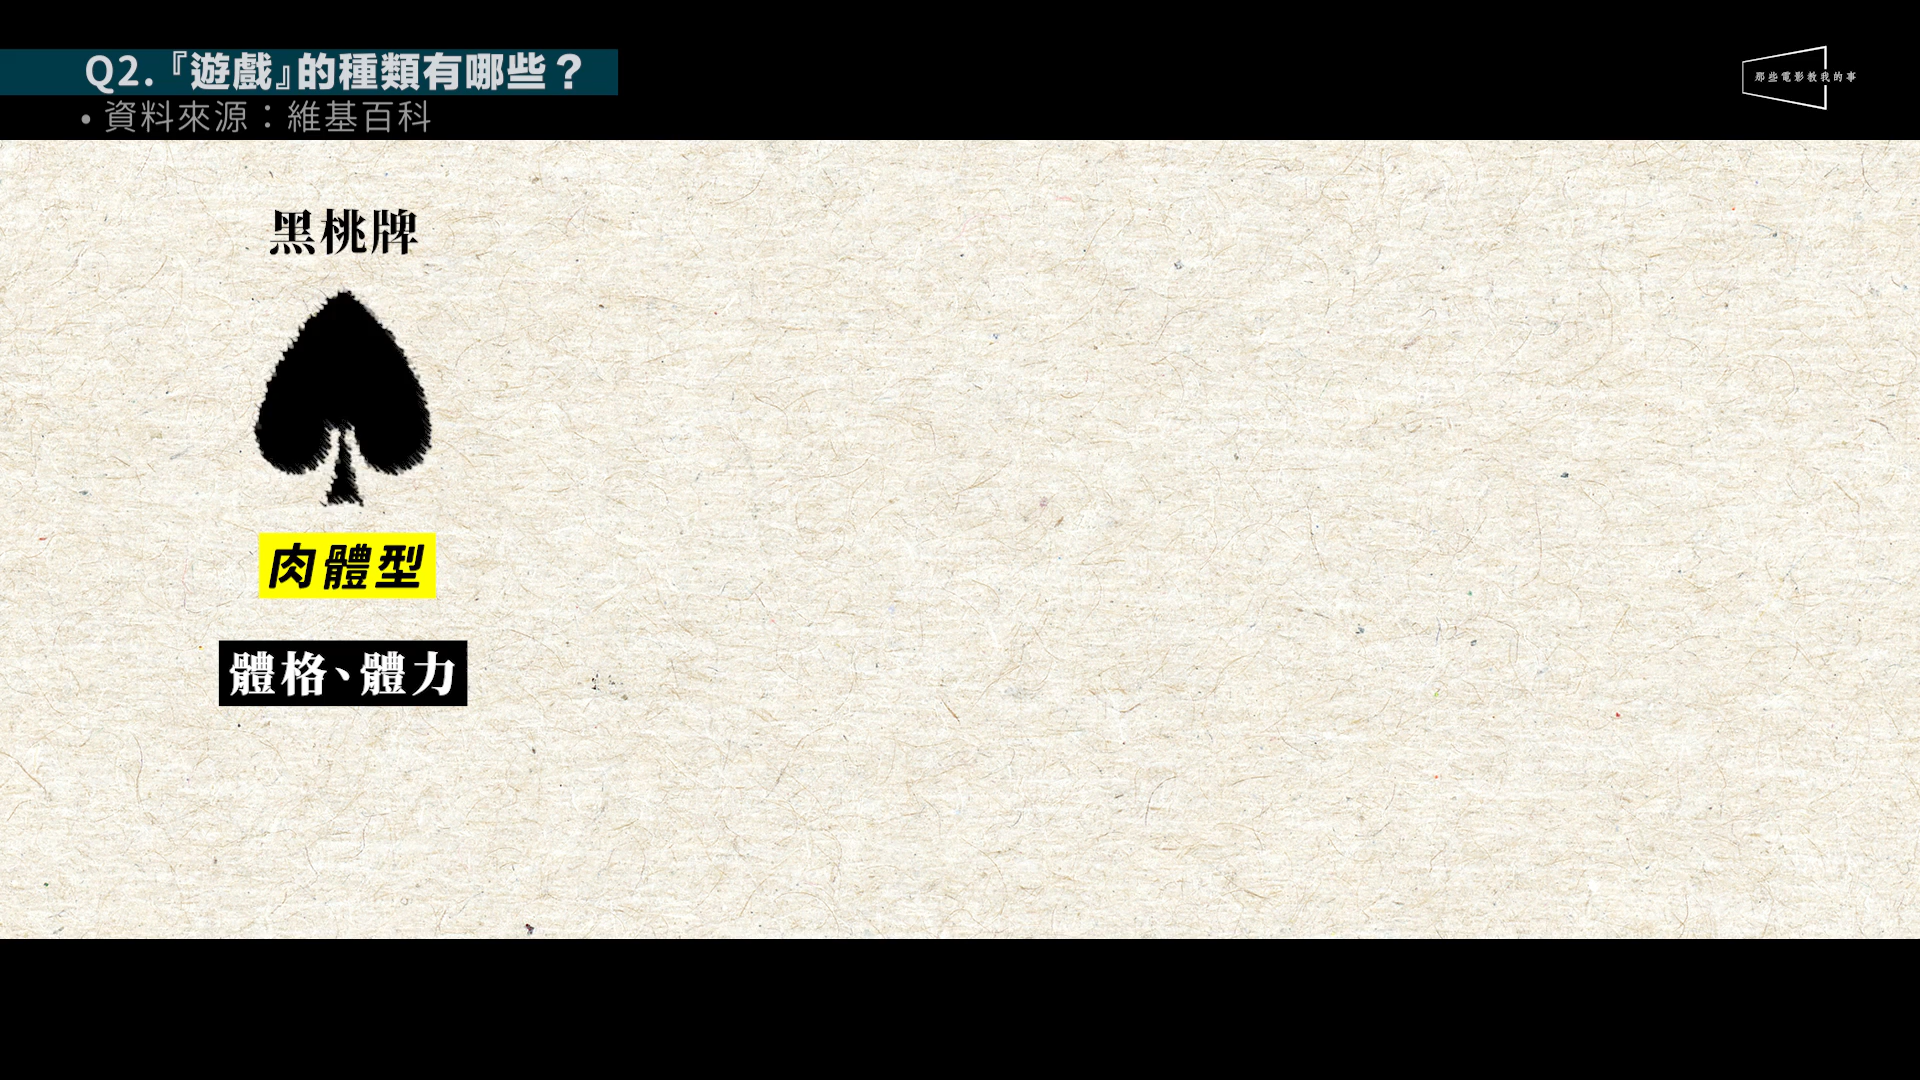 Q2.『遊戲』的種類有哪些？
• 資料來源：維基百科
那些電影教我的事
黑桃牌
肉體型
體格、體力